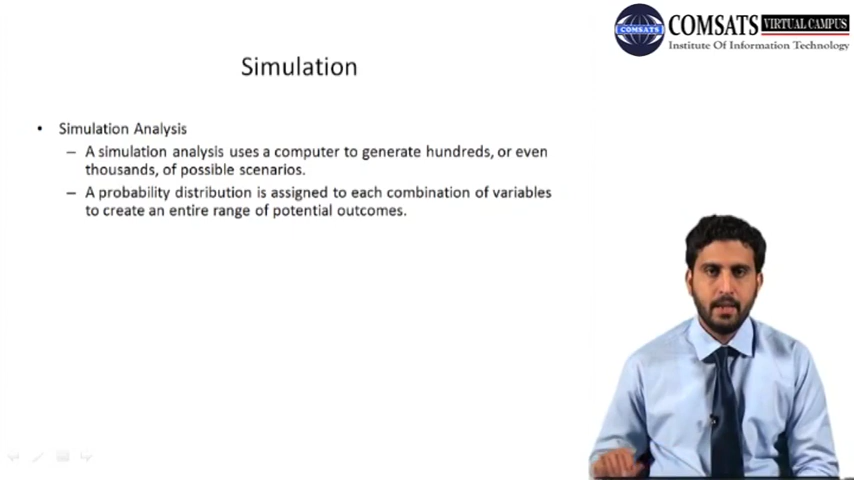 COMSATS VIRTUAL CAMPUS
COMSATS
Institute Of Information Technology
Simulation
• Simulation Analysis
– A simulation analysis uses a computer to generate hundreds, or even
thousands, of possible scenarios.
– A probability distribution is assigned to each combination of variables
to create an entire range of potential outcomes.